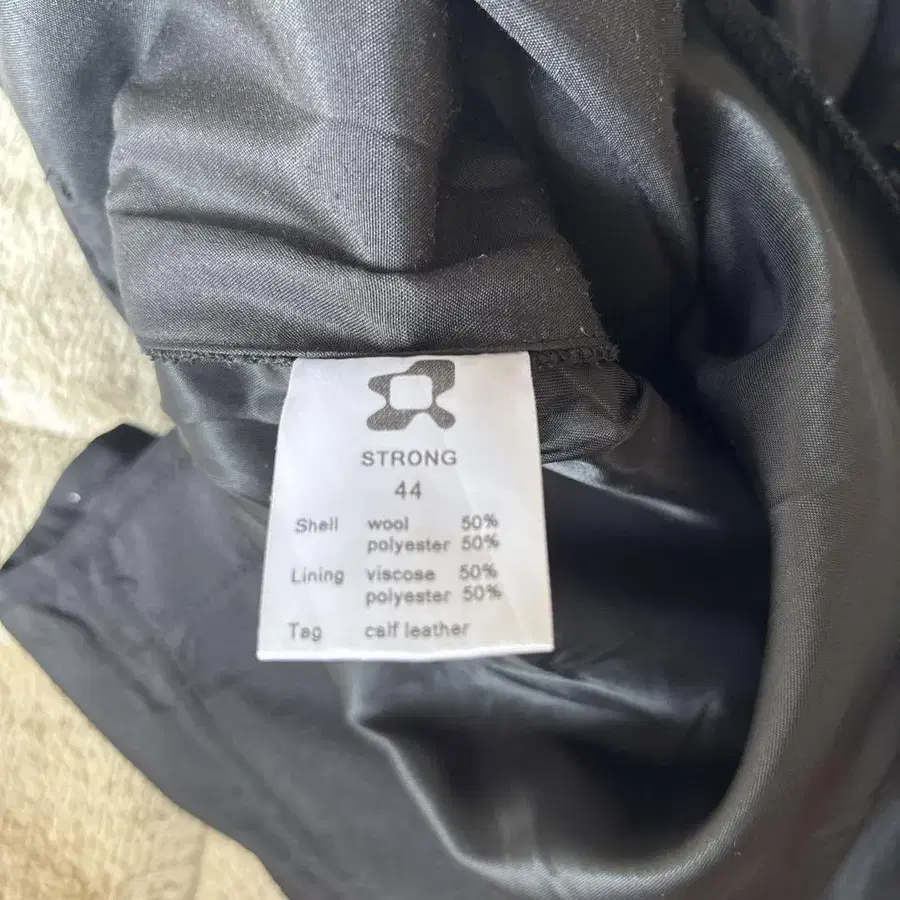 STRONG
44
Shell wool 50%
polyester 50%
Lining viscose 50%
polyester 50%
Tag calf leather